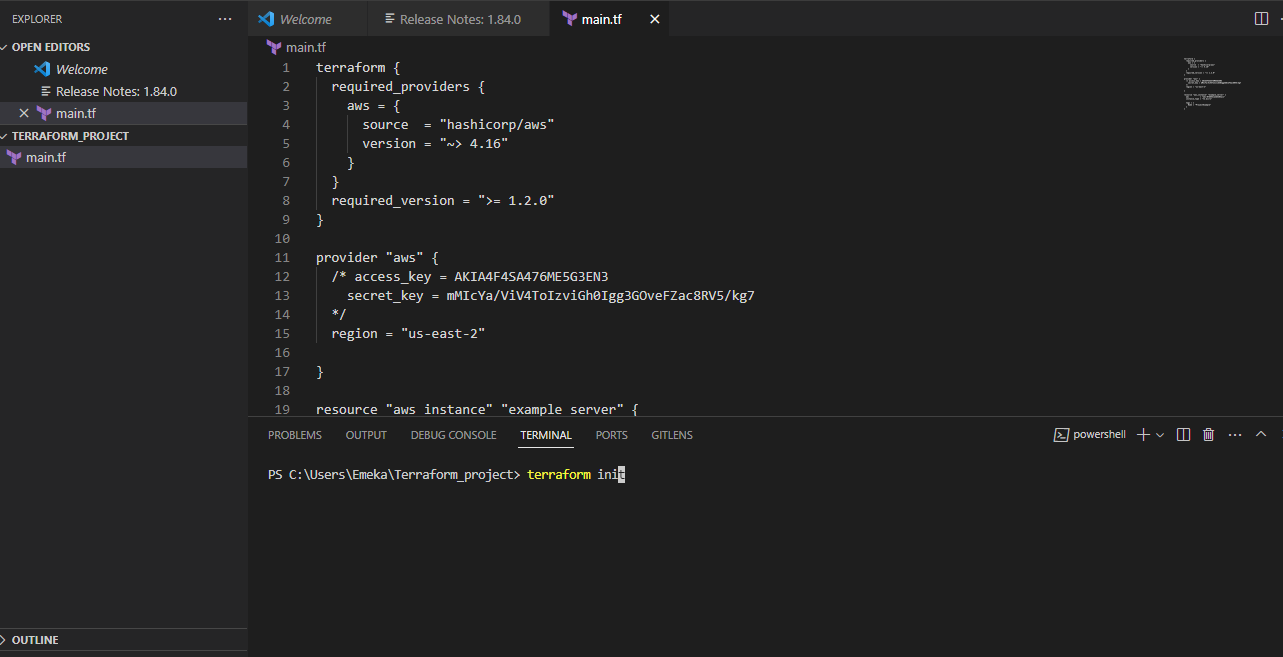 EXPLORER
OPEN EDITORS
Welcome
Release Notes: 1.84.0
main.tf
TERRAFORM_PROJECT
main.tf
OUTLINE
Welcome
Release Notes: 1.84.0
main.tf
main.tf
1 terraform {
2 required_providers {
3 aws = {
4 source  = "hashicorp/aws"
5 version = "~> 4.16"
6 }
7 }
8 required_version = ">= 1.2.0"
9 }
10
11 provider "aws" {
12 /* access_key = AKIA4F4SA476ME5G3EN3
13 secret_key = mMIcYa/ViV4ToIzviGh0Igg3GOveFZac8RV5/kg7
14 */
15 region = "us-east-2"
16
17 }
18
19 resource "aws_instance" "example_server" {
PROBLEMS OUTPUT DEBUG CONSOLE TERMINAL PORTS GITLENS
powershell
PS C:\Users\Emeka\Terraform_project> terraform init